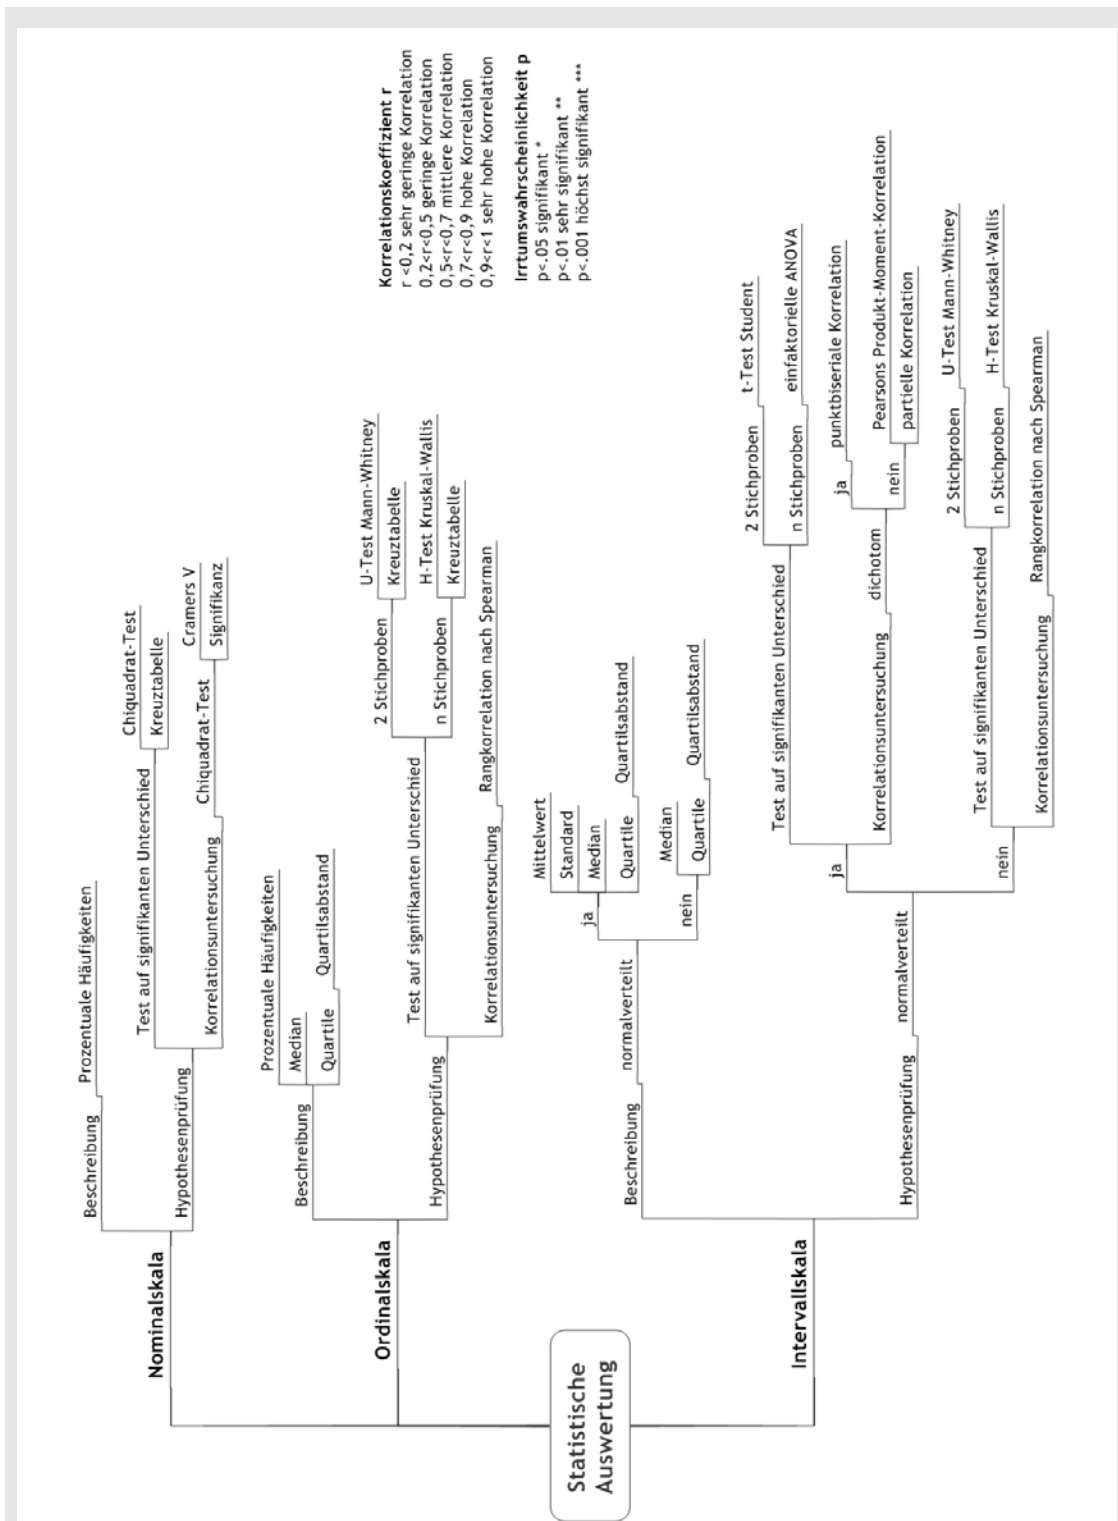 Statistische
Auswertung
Nominalskala
Beschreibung
Prozentuale Häufigkeiten
Hypothesenprüfung
Test auf signifikanten Unterschied
Chiquadrat-Test
Kreuztabelle
Korrelationsuntersuchung
Chiquadrat-Test
Cramers V
Signifikanz
Ordinalskala
Beschreibung
Prozentuale Häufigkeiten
Median
Quartile
Quartilsabstand
Hypothesenprüfung
Test auf signifikanten Unterschied
2 Stichproben
U-Test Mann-Whitney
Kreuztabelle
n Stichproben
H-Test Kruskal-Wallis
Kreuztabelle
Korrelationsuntersuchung
Rangkorrelation nach Spearman
Intervallskala
Beschreibung
normalverteilt
ja
Mittelwert
Standard
Median
Quartile
Quartilsabstand
nein
Median
Quartile
Quartilsabstand
Hypothesenprüfung
normalverteilt
ja
Test auf signifikanten Unterschied
2 Stichproben
t-Test Student
n Stichproben
einfaktorielle ANOVA
Korrelationsuntersuchung
dichotom
ja
punktbiseriale Korrelation
nein
Pearsons Produkt-Moment-Korrelation
partielle Korrelation
nein
Test auf signifikanten Unterschied
2 Stichproben
U-Test Mann-Whitney
n Stichproben
H-Test Kruskal-Wallis
Korrelationsuntersuchung
Rangkorrelation nach Spearman
Korrelationskoeffizient r
r <0,2 sehr geringe Korrelation
0,2<r<0,5 geringe Korrelation
0,5<r<0,7 mittlere Korrelation
0,7<r<0,9 hohe Korrelation
0,9<r<1 sehr hohe Korrelation
Irrtumswahrscheinlichkeit p
p<.05 signifikant *
p<.01 sehr signifikant **
p<.001 höchst signifikant ***